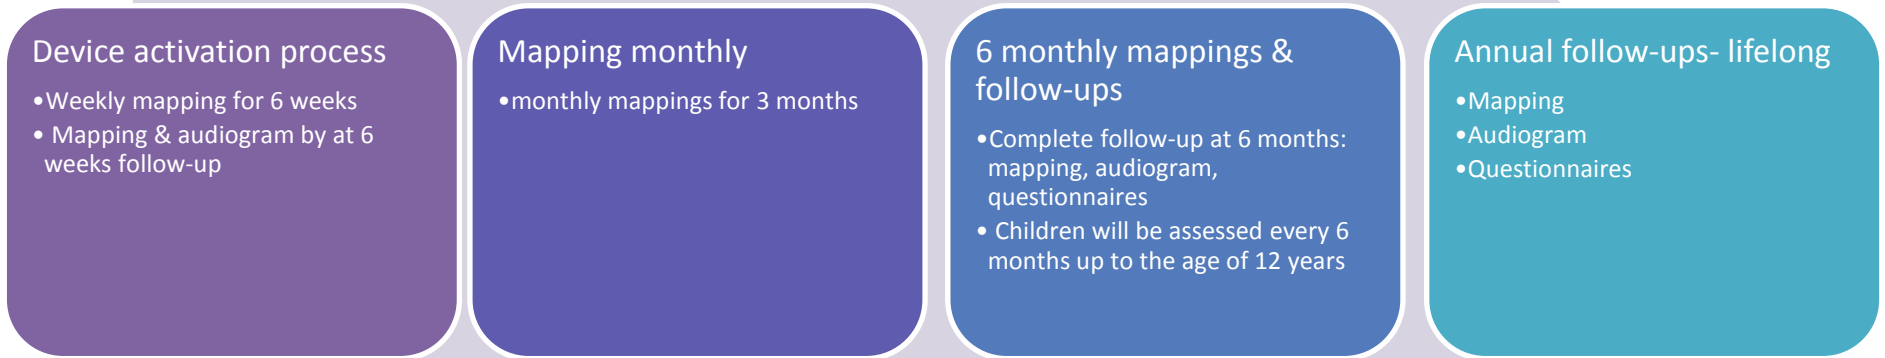 Device activation process
•Weekly mapping for 6 weeks
• Mapping & audiogram by at 6
weeks follow-up
Mapping monthly
•monthly mappings for 3 months
6 monthly mappings &
follow-ups
•Complete follow-up at 6 months:
mapping, audiogram,
questionnaires
• Children will be assessed every 6
months up to the age of 12 years
Annual follow-ups- lifelong
•Mapping
•Audiogram
•Questionnaires